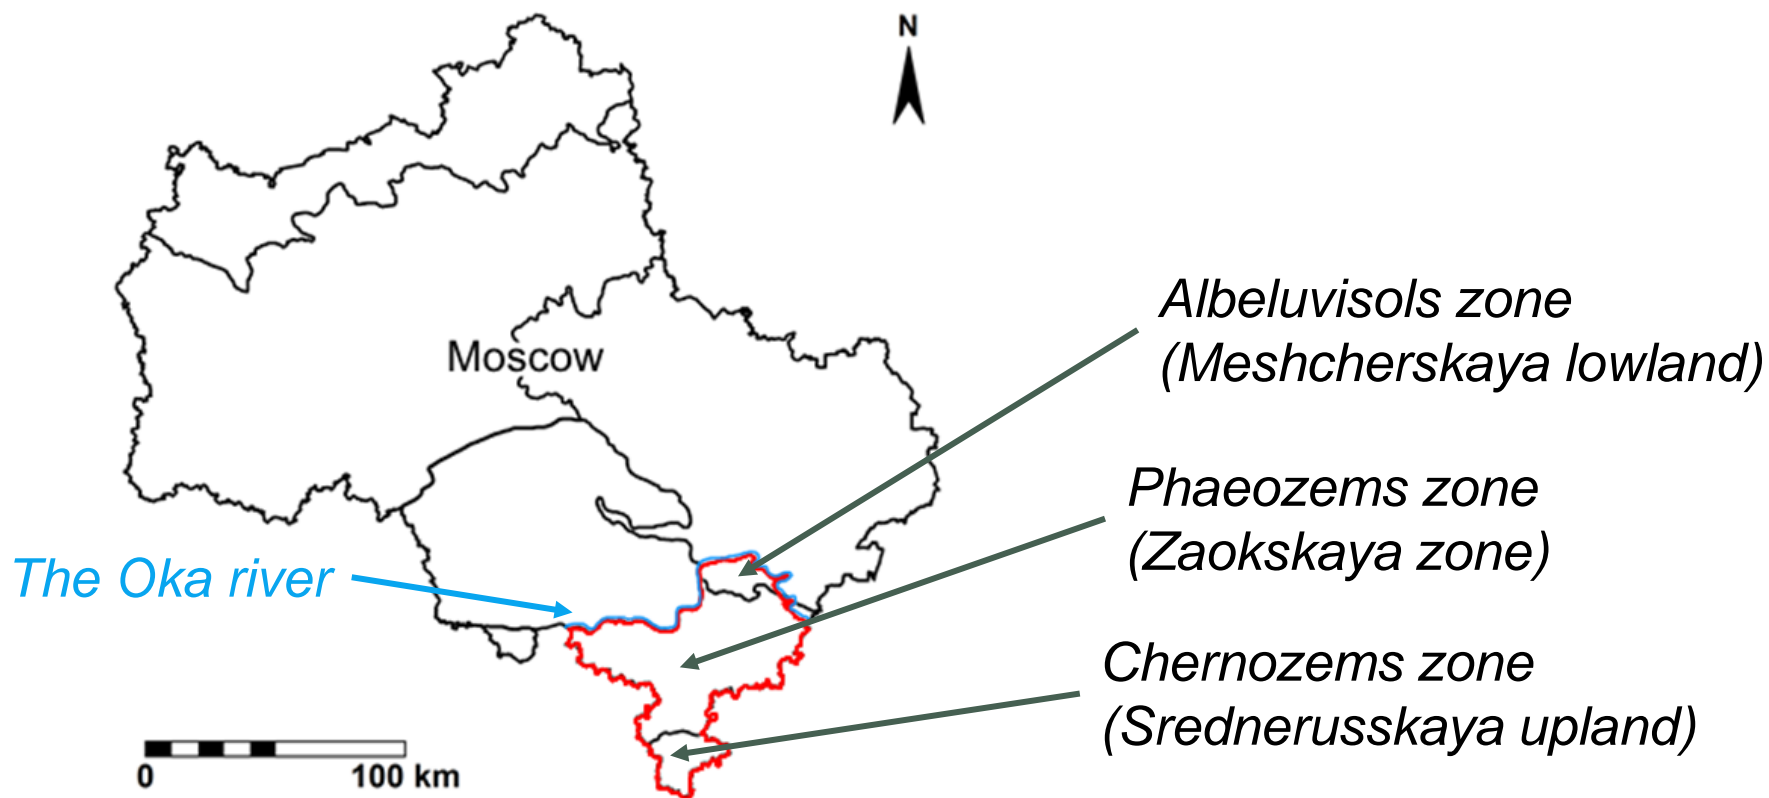 N
Albeluvisols zone
(Meshcherskaya lowland)
Moscow
Phaeozems zone
(Zaokskaya zone)
The Oka river
Chernozems zone
(Srednerusskaya upland)
0 100 km